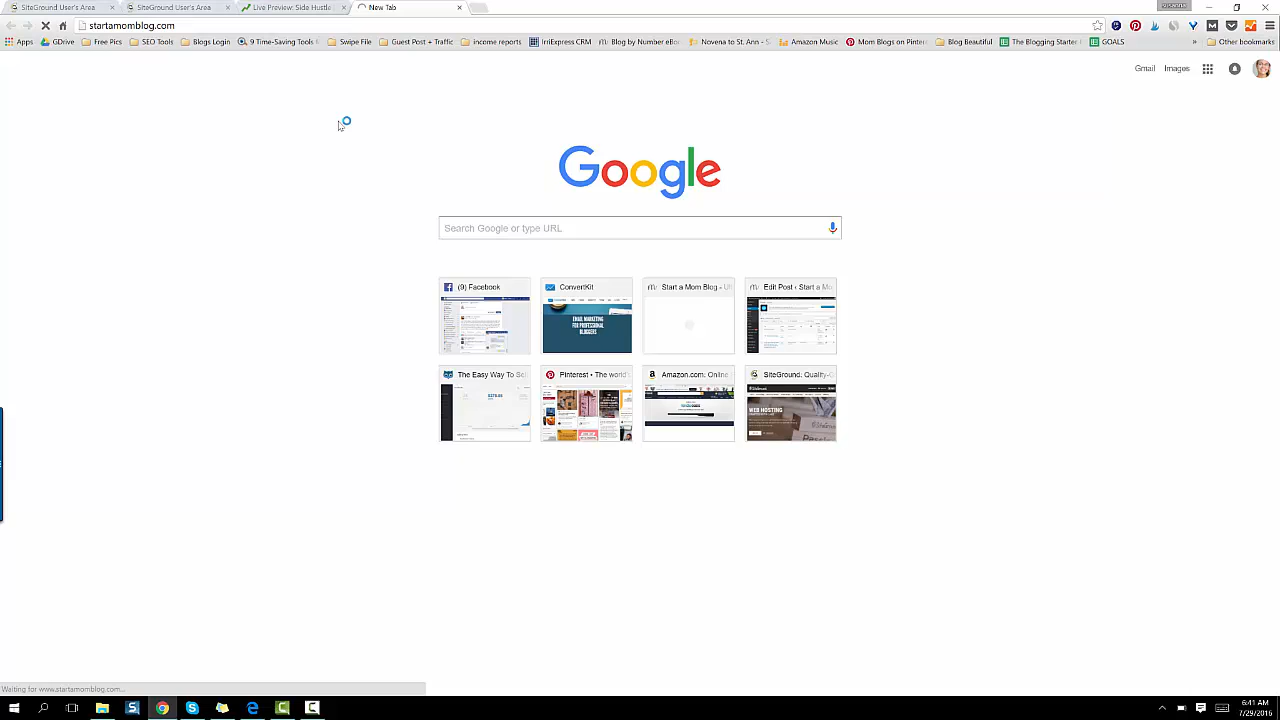 SiteGround User's Area
SiteGround User's Area
Live Preview: Side Hustle
New Tab
startamomblog.com
Apps
GDrive
Free Pics
SEO Tools
Blogs Login
9 Time-Saving Tools
Swipe File
Guest Post + Traffic
income reports
IrriExpress CRM
Blog by Number eBo
Novena to St. Ann - S
Amazon Music
Mom Blogs on Pinter
Blog Beautiful
The Blogging Starter
GOALS
»
Other bookmarks
Gmail
Images
Google
Search Google or type URL
(9) Facebook
ConvertKit
Start a Mom Blog - Ul
Edit Post ‹ Start a Mo
EMAIL MARKETING
FOR PROFESSIONAL
BLOGGERS
The Easy Way To Se
Pinterest • The world'
Amazon.com: Online
SiteGround: Quality-
WEB HOSTING
Waiting for www.startamomblog.com...
6:41 AM
7/29/2016